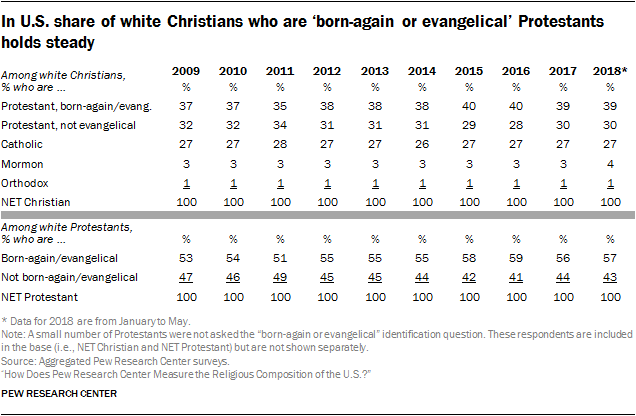 In U.S. share of white Christians who are ‘born-again or evangelical’ Protestants
holds steady
Among white Christians, 2009 2010 2011 2012 2013 2014 2015 2016 2017 2018*
% who are ... % % % % % % % % % %
Protestant, born-again/evang. 37 37 35 38 38 38 40 40 39 39
Protestant, not evangelical 32 32 34 31 31 31 29 28 30 30
Catholic 27 27 28 27 27 26 27 27 27 27
Mormon 3 3 3 3 3 3 3 3 3 4
Orthodox 1 1 1 1 1 1 1 1 1 1
NET Christian 100 100 100 100 100 100 100 100 100 100
Among white Protestants,
% who are ... % % % % % % % % % %
Born-again/evangelical 53 54 51 55 55 55 58 59 56 57
Not born-again/evangelical 47 46 49 45 45 44 42 41 44 43
NET Protestant 100 100 100 100 100 100 100 100 100 100
* Data for 2018 are from January to May.
Note: A small number of Protestants were not asked the “born-again or evangelical” identification question. These respondents are included
in the base (i.e., NET Christian and NET Protestant) but are not shown separately.
Source: Aggregated Pew Research Center surveys.
“How Does Pew Research Center Measure the Religious Composition of the U.S.?”
PEW RESEARCH CENTER